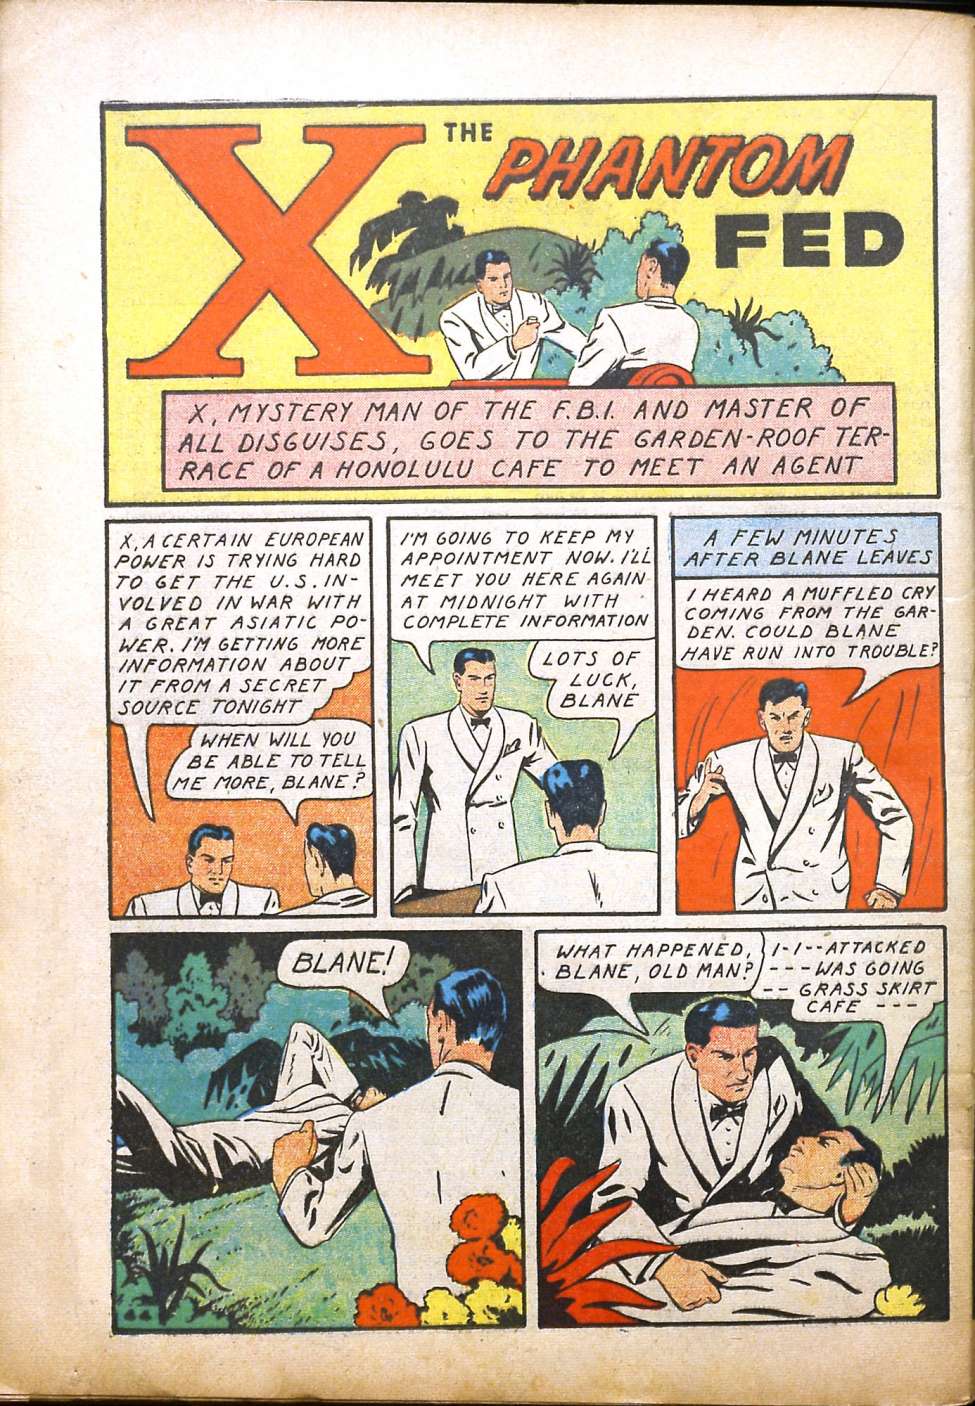 X
THE
PHANTOM
FED
X, MYSTERY MAN OF THE F.B.I. AND MASTER OF
ALL DISGUISES, GOES TO THE GARDEN-ROOF TER-
RACE OF A HONOLULU CAFE TO MEET AN AGENT
X, A CERTAIN EUROPEAN
POWER IS TRYING HARD
TO GET THE U.S. IN-
VOLVED IN WAR WITH
A GREAT ASIATIC PO-
WER. I'M GETTING MORE
INFORMATION ABOUT
IT FROM A SECRET
SOURCE TONIGHT
WHEN WILL YOU
BE ABLE TO TELL
ME MORE, BLANE?
I'M GOING TO KEEP MY
APPOINTMENT NOW. I'LL
MEET YOU HERE AGAIN
AT MIDNIGHT WITH
COMPLETE INFORMATION
LOTS OF
LUCK,
BLANE
A FEW MINUTES
AFTER BLANE LEAVES
I HEARD A MUFFLED CRY
COMING FROM THE GAR-
DEN. COULD BLANE
HAVE RUN INTO TROUBLE?
BLANE!
WHAT HAPPENED,
BLANE, OLD MAN?
I-I--ATTACKED
---WAS GOING
-- GRASS SKIRT
CAFE ---